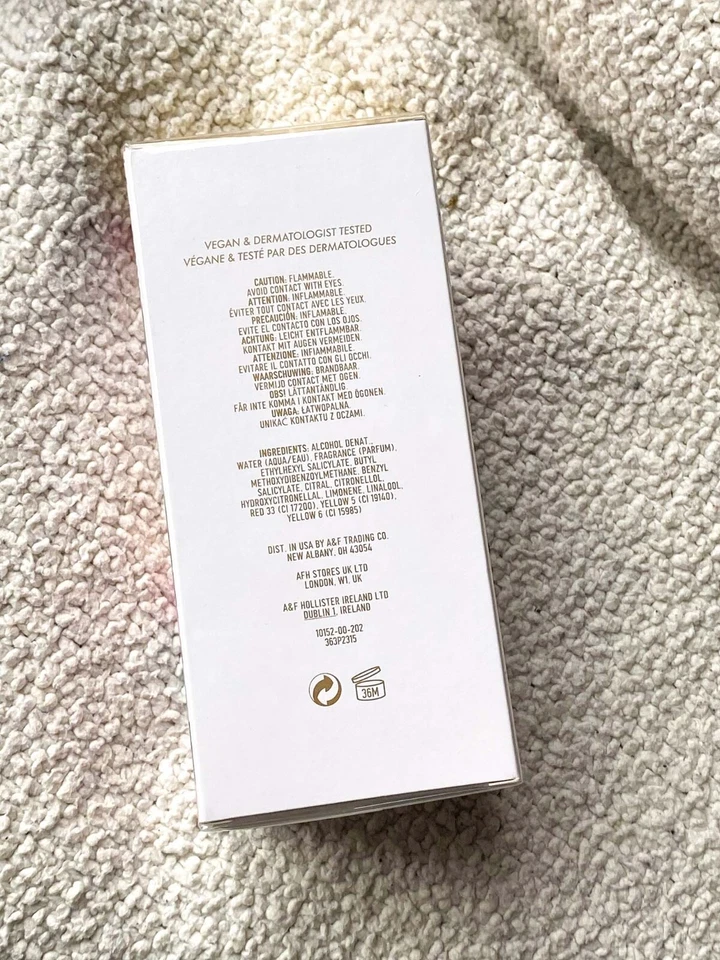 VEGAN & DERMATOLOGIST TESTED
VÉGANE & TESTÉ PAR DES DERMATOLOGUES
CAUTION: FLAMMABLE.
AVOID CONTACT WITH EYES.
ATTENTION: INFLAMMABLE.
ÉVITER TOUT CONTACT AVEC LES YEUX.
PRECAUCIÓN: INFLAMABLE.
EVITE EL CONTACTO CON LOS OJOS.
ACHTUNG: LEICHT ENTFLAMMBAR.
KONTAKT MIT AUGEN VERMEIDEN.
ATTENZIONE: INFIAMMABILE.
EVITARE IL CONTATTO CON GLI OCCHI.
WAARSCHUWING: BRANDBAAR.
VERMIJD CONTACT MET OGEN.
OBS! LÄTTANTÄNDLIG.
FÅR INTE KOMMA I KONTAKT MED ÖGONEN.
UWAGA: ŁATWOPALNA.
UNIKAĆ KONTAKTU Z OCZAMI.
INGREDIENTS: ALCOHOL DENAT.,
WATER (AQUA/EAU), FRAGRANCE (PARFUM),
ETHYLHEXYL SALICYLATE, BUTYL
METHOXYDIBENZOYLMETHANE, BENZYL
SALICYLATE, CITRAL, CITRONELLOL,
HYDROXYCITRONELLAL, LIMONENE, LINALOOL,
RED 33 (CI 17200), YELLOW 5 (CI 19140),
YELLOW 6 (CI 15985)
DIST. IN USA BY A&F TRADING CO.
NEW ALBANY, OH 43054
AFH STORES UK LTD
LONDON, W1, UK
A&F HOLLISTER IRELAND LTD
DUBLIN 1, IRELAND
10152-00-202
363P2315
36M